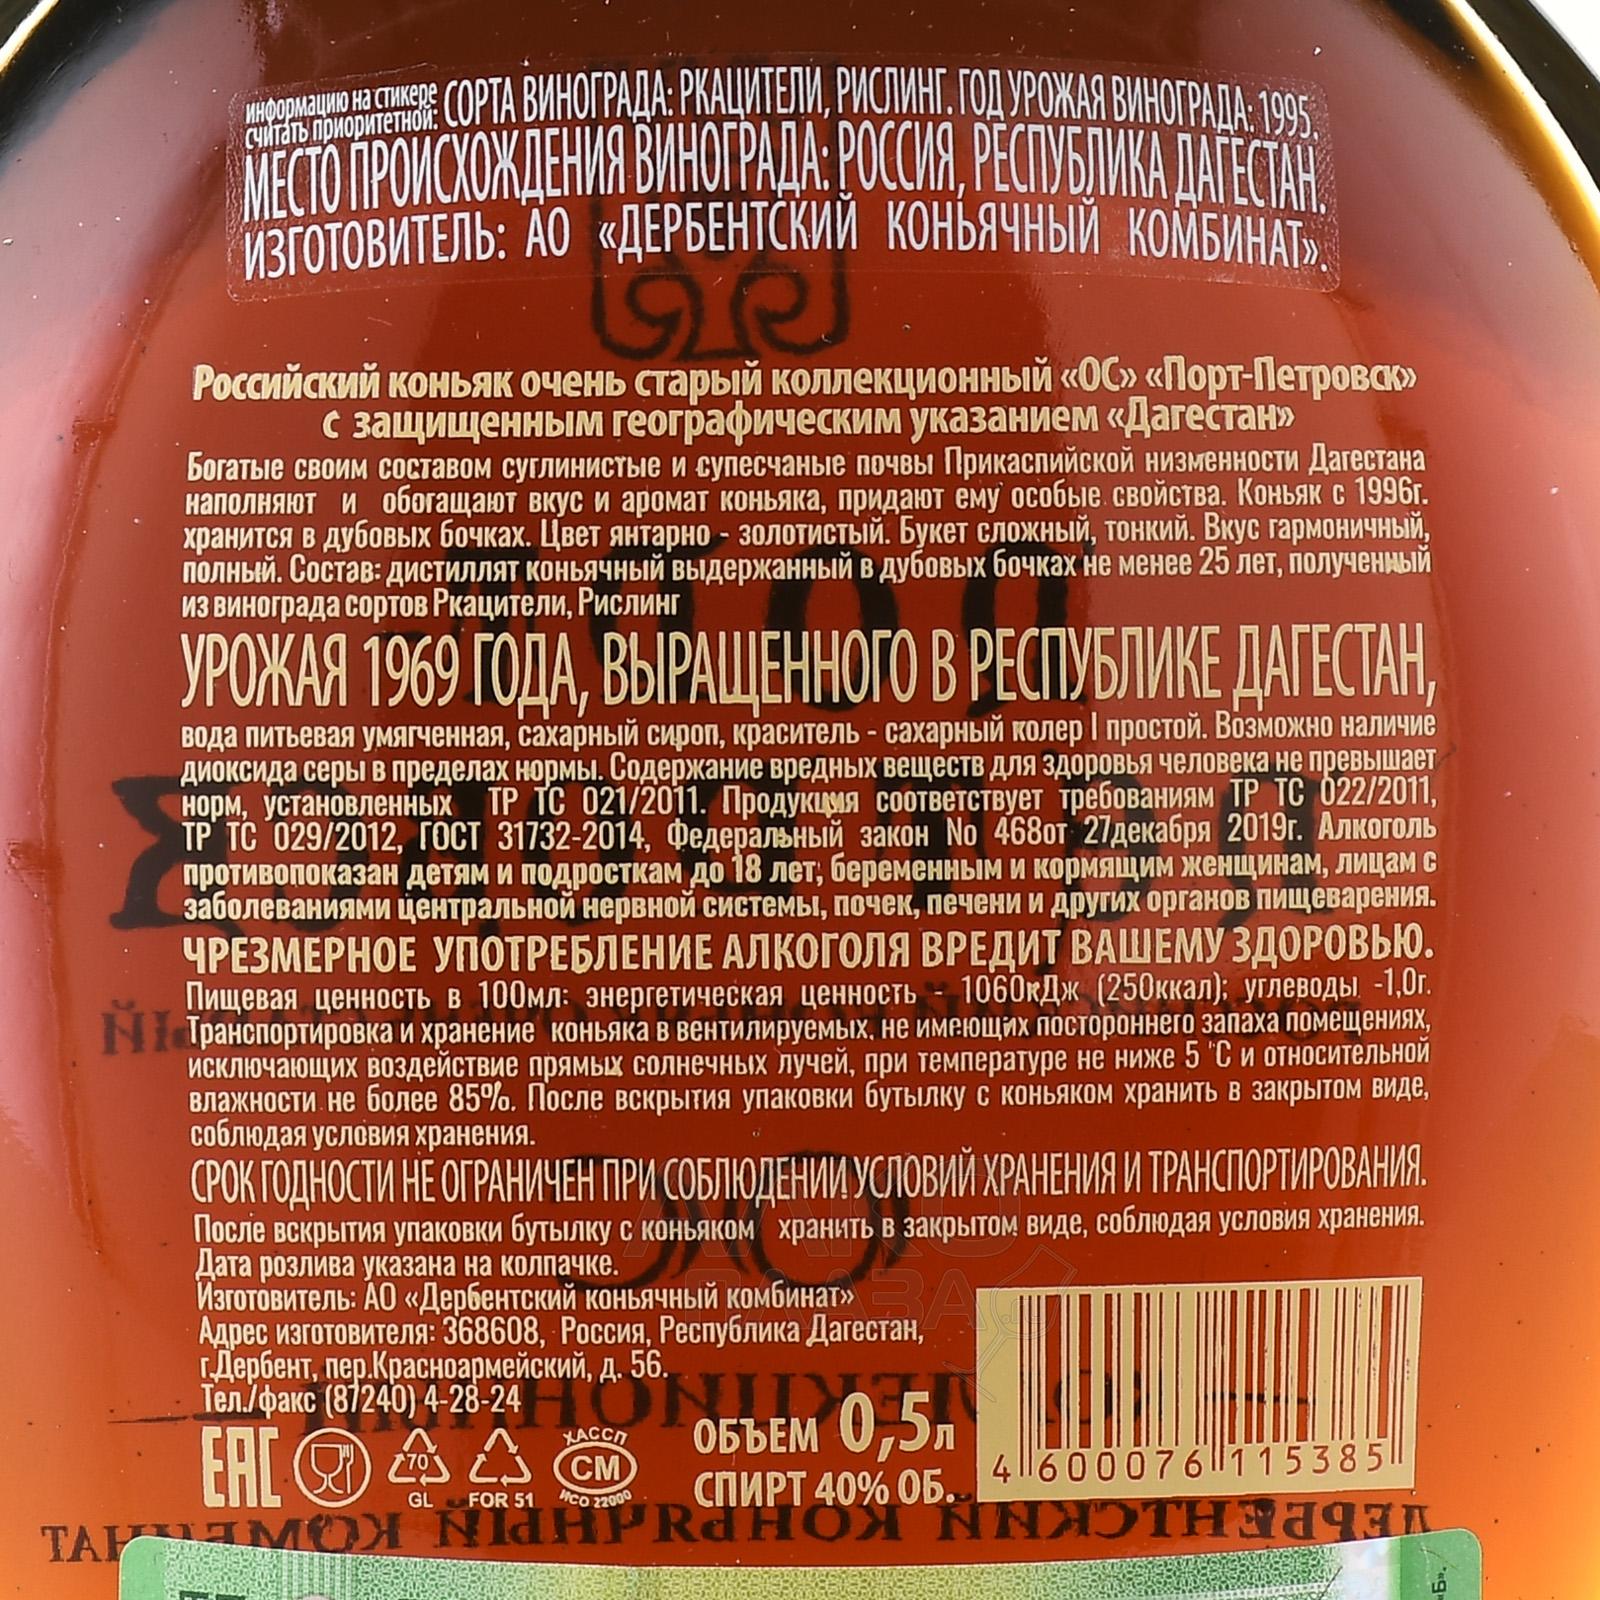 информацию на стикере
считать приоритетной: СОРТА ВИНОГРАДА: РКАЦИТЕЛИ, РИСЛИНГ. ГОД УРОЖАЯ ВИНОГРАДА: 1995.
МЕСТО ПРОИСХОЖДЕНИЯ ВИНОГРАДА: РОССИЯ, РЕСПУБЛИКА ДАГЕСТАН.
ИЗГОТОВИТЕЛЬ: АО «ДЕРБЕНТСКИЙ КОНЬЯЧНЫЙ КОМБИНАТ».
Российский коньяк очень старый коллекционный «ОС» «Порт-Петровск»
с защищенным географическим указанием «Дагестан»
Богатые своим составом суглинистые и супесчаные почвы Прикаспийской низменности Дагестана
наполняют и обогащают вкус и аромат коньяка, придают ему особые свойства. Коньяк с 1996г.
хранится в дубовых бочках. Цвет янтарно - золотистый. Букет сложный, тонкий. Вкус гармоничный,
полный. Состав: дистиллят коньячный выдержанный в дубовых бочках не менее 25 лет, полученный
из винограда сортов Ркацители, Рислинг
УРОЖАЯ 1969 ГОДА, ВЫРАЩЕННОГО В РЕСПУБЛИКЕ ДАГЕСТАН,
вода питьевая умягченная, сахарный сироп, краситель - сахарный колер I простой. Возможно наличие
диоксида серы в пределах нормы. Содержание вредных веществ для здоровья человека не превышает
норм, установленных ТР ТС 021/2011. Продукция соответствует требованиям ТР ТС 022/2011,
ТР ТС 029/2012, ГОСТ 31732-2014, Федеральный закон No 468от 27декабря 2019г. Алкоголь
противопоказан детям и подросткам до 18 лет, беременным и кормящим женщинам, лицам с
заболеваниями центральной нервной системы, почек, печени и других органов пищеварения.
ЧРЕЗМЕРНОЕ УПОТРЕБЛЕНИЕ АЛКОГОЛЯ ВРЕДИТ ВАШЕМУ ЗДОРОВЬЮ.
Пищевая ценность в 100мл: энергетическая ценность - 1060кДж (250ккал); углеводы -1,0г.
Транспортировка и хранение коньяка в вентилируемых, не имеющих постороннего запаха помещениях,
исключающих воздействие прямых солнечных лучей, при температуре не ниже 5 °С и относительной
влажности не более 85%. После вскрытия упаковки бутылку с коньяком хранить в закрытом виде,
соблюдая условия хранения.
СРОК ГОДНОСТИ НЕ ОГРАНИЧЕН ПРИ СОБЛЮДЕНИИ УСЛОВИЙ ХРАНЕНИЯ И ТРАНСПОРТИРОВАНИЯ.
После вскрытия упаковки бутылку с коньяком хранить в закрытом виде, соблюдая условия хранения.
Дата розлива указана на колпачке.
Изготовитель: АО «Дербентский коньячный комбинат»
Адрес изготовителя: 368608, Россия, Республика Дагестан,
г.Дербент, пер.Красноармейский, д. 56.
Тел./факс (87240) 4-28-24
EAC
70
GL
FOR 51
ХАССП
СМ
ИСО 22000
ОБЪЕМ 0,5л
СПИРТ 40% ОБ.
4 600076 115385
АЛКО
ПЛАЗА.ru